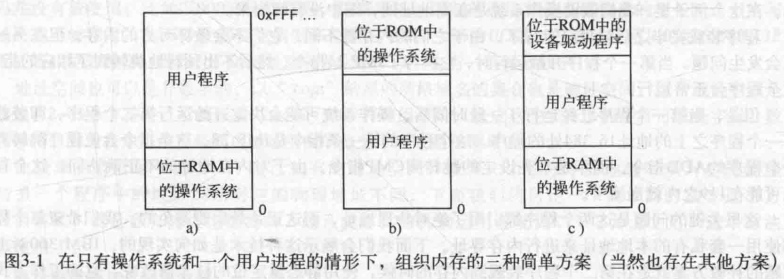 0xFFF …
用户程序
位于RAM中
的操作系统
0
a)
位于ROM中
的操作系统
用户程序
0
b)
位于ROM中的
设备驱动程序
用户程序
位于RAM中
的操作系统
0
c)
图3-1 在只有操作系统和一个用户进程的情形下，组织内存的三种简单方案（当然也存在其他方案）